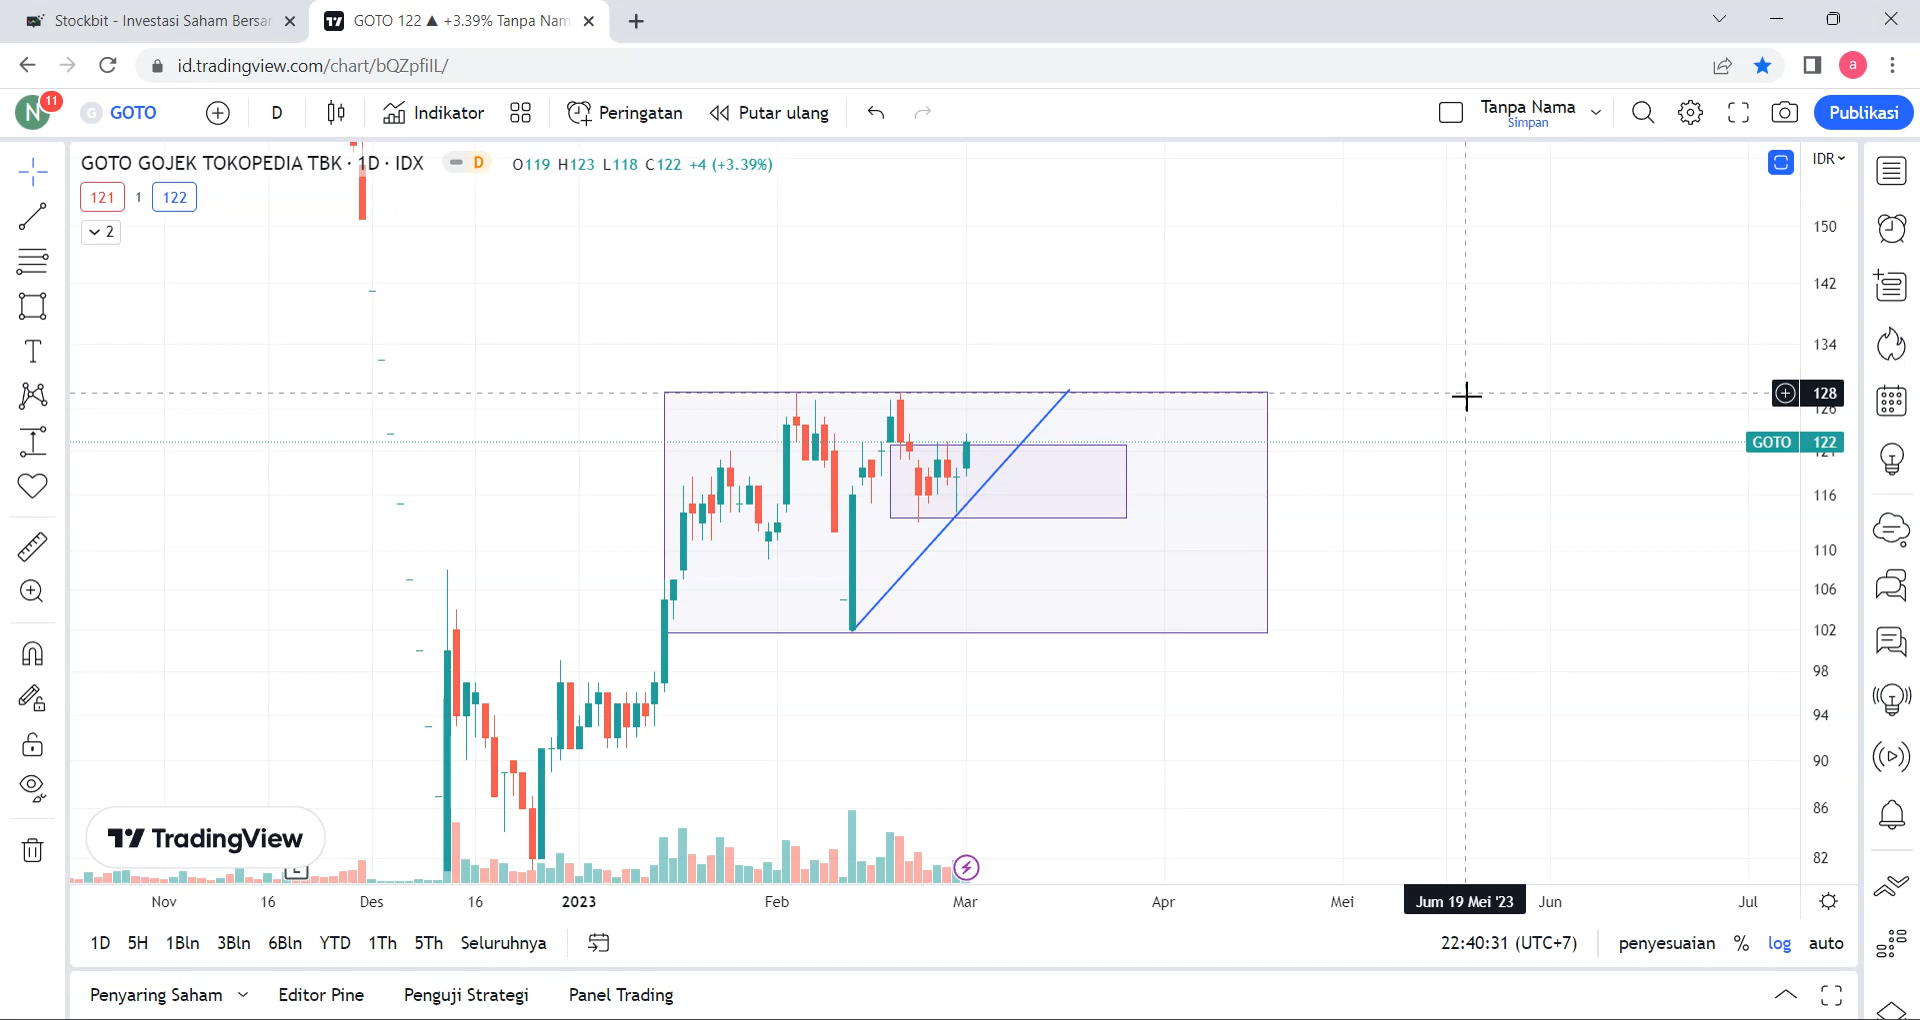 Stockbit - Investasi Saham Bersar
GOTO 122 ▲ +3.39% Tanpa Nam
id.tradingview.com/chart/bQZpfiIL/
a
N 11
G GOTO
D
Indikator
Peringatan
Putar ulang
Tanpa Nama
Simpan
Publikasi
GOTO GOJEK TOKOPEDIA TBK · 1D · IDX
D
O119 H123 L118 C122 +4 (+3.39%)
IDR
121 1 122
2
150
142
134
128
126
GOTO 122
121
116
110
106
102
98
94
90
86
82
TradingView
Nov 16 Des 16 2023 Feb Mar Apr Mei Jum 19 Mei '23 Jun Jul
1D 5H 1Bln 3Bln 6Bln YTD 1Th 5Th Seluruhnya
22:40:31 (UTC+7) penyesuaian % log auto
Penyaring Saham Editor Pine Penguji Strategi Panel Trading